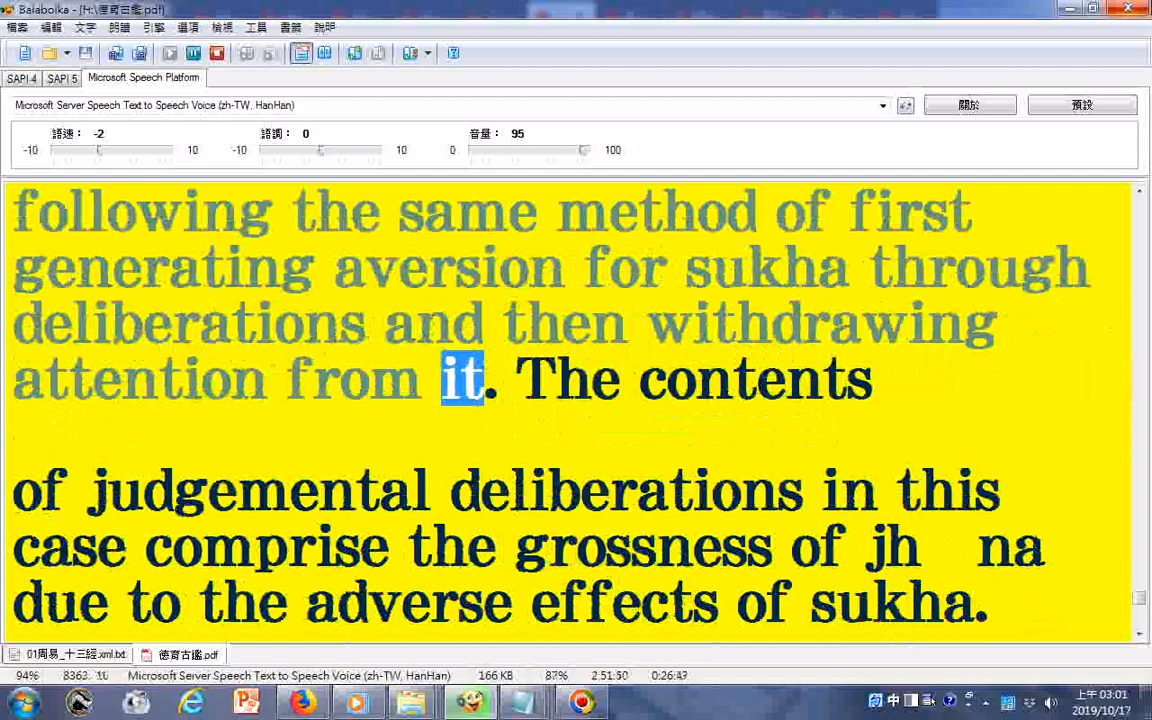 Balabolka - [H:\德育古鑑.pdf]
檔案 編輯 文字 朗讀 引擎 選項 檢視 工具 書籤 說明
SAPI 4 SAPI 5 Microsoft Speech Platform
Microsoft Server Speech Text to Speech Voice (zh-TW, HanHan) 關於 預設
語速： -2 語調： 0 音量： 95
-10 10 -10 10 0 100
following the same method of first
generating aversion for sukha through
deliberations and then withdrawing
attention from it. The contents
of judgemental deliberations in this
case comprise the grossness of jh na
due to the adverse effects of sukha.
01周易_十三經.xml.txt 德育古鑑.pdf
94% Microsoft Server Speech Text to Speech Voice (zh-TW, HanHan) 166 KB 87% 2:51:50 0:26:47
中 上午 03:01
2019/10/17